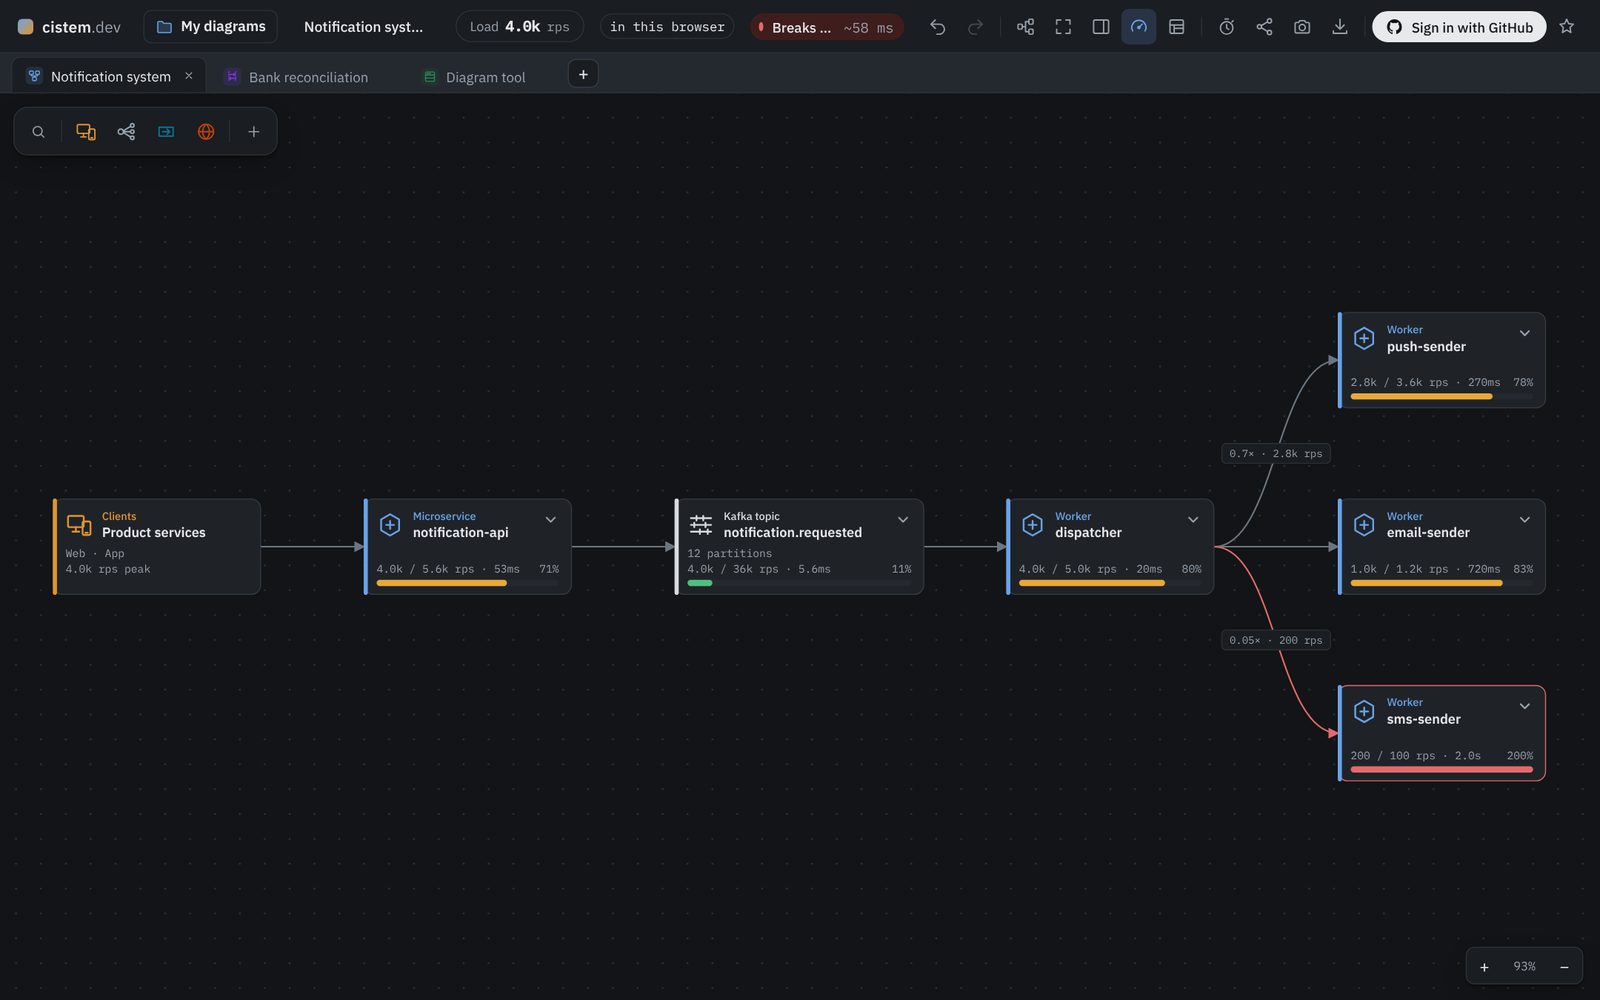 cistem.dev
My diagrams
Notification syst...
Load 4.0k rps
in this browser
Breaks ... ~58 ms
Sign in with GitHub
Notification system ×
Bank reconciliation
Diagram tool
+
Worker
push-sender
2.8k / 3.6k rps · 270ms 78%
0.7× · 2.8k rps
Clients
Product services
Web · App
4.0k rps peak
Microservice
notification-api
4.0k / 5.6k rps · 53ms 71%
Kafka topic
notification.requested
12 partitions
4.0k / 36k rps · 5.6ms 11%
Worker
dispatcher
4.0k / 5.0k rps · 20ms 80%
Worker
email-sender
1.0k / 1.2k rps · 720ms 83%
0.05× · 200 rps
Worker
sms-sender
200 / 100 rps · 2.0s 200%
+ 93% −